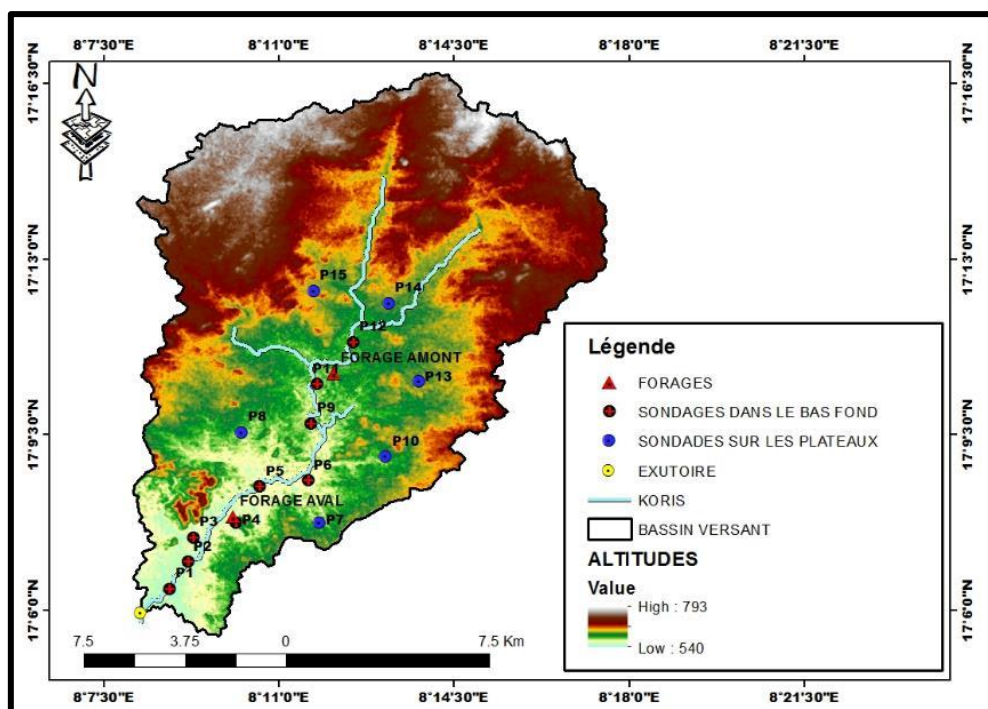 8°7'30"E 8°11'0"E 8°14'30"E 8°18'0"E 8°21'30"E
17°16'30"N
17°16'30"N
N
17°13'0"N
17°13'0"N
P15
P14
P12
FORAGE AMONT
P11
P13
P9
P8
17°9'30"N
17°9'30"N
P10
P6
P5
FORAGE AVAL
P4
P7
P3
P2
P1
17°6'0"N
17°6'0"N
Légende
FORAGES
SONDAGES DANS LE BAS FOND
SONDADES SUR LES PLATEAUX
EXUTOIRE
KORIS
BASSIN VERSANT
ALTITUDES
Value
High : 793
Low : 540
7.5 3.75 0 7.5 Km
8°7'30"E 8°11'0"E 8°14'30"E 8°18'0"E 8°21'30"E